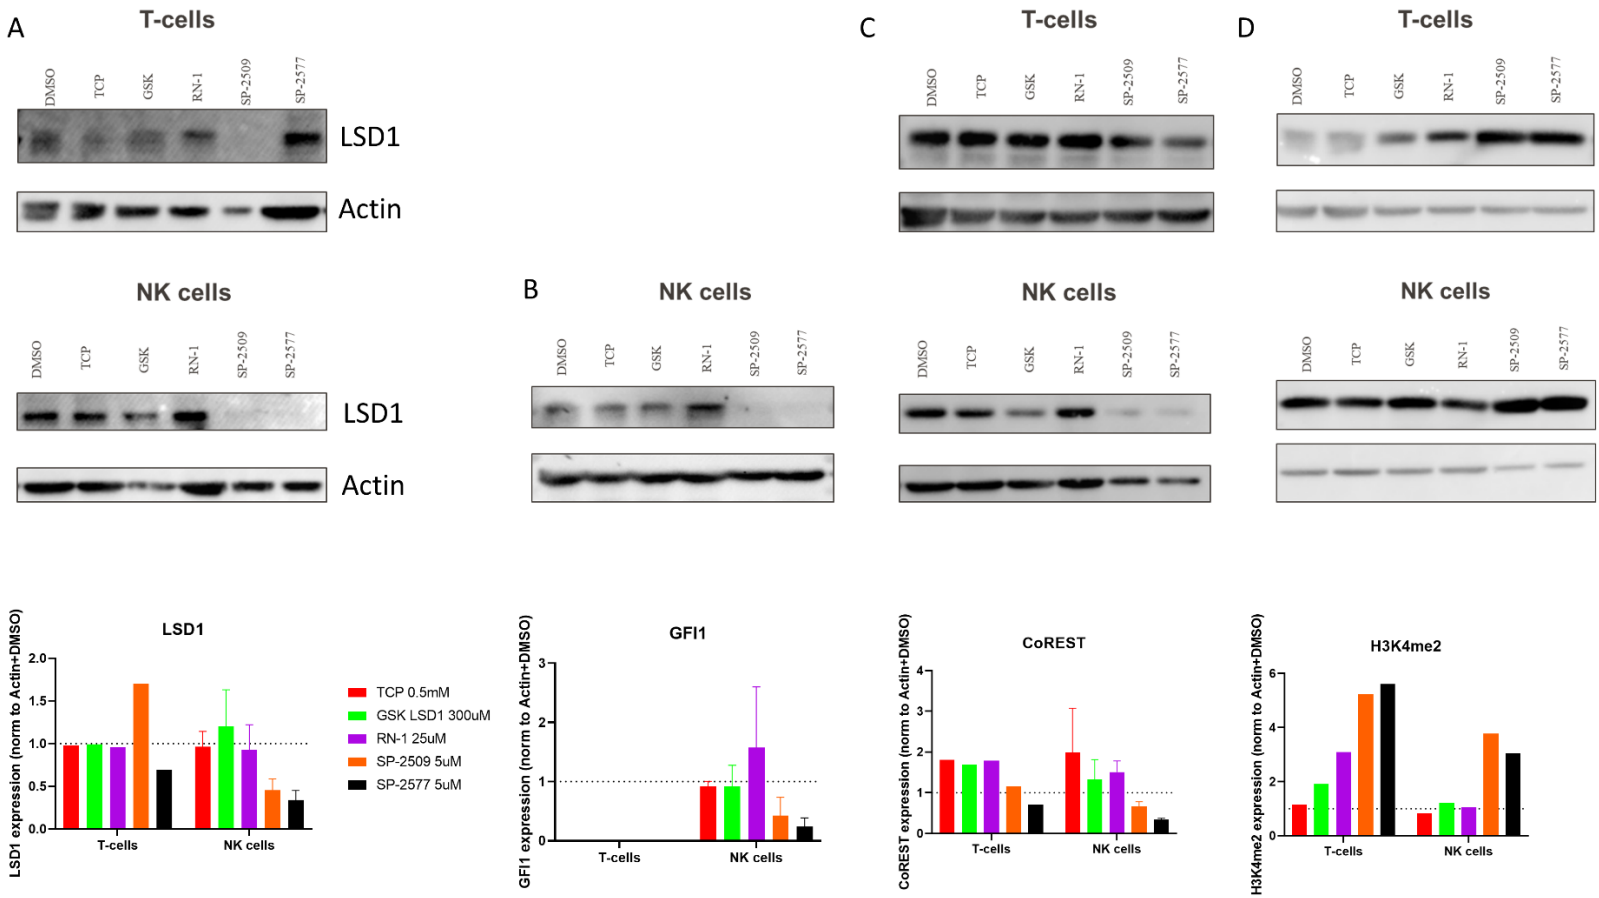 A
T-cells
DMSO
TCP
GSK
RN-1
SP-2509
SP-2577
LSD1
Actin
NK cells
DMSO
TCP
GSK
RN-1
SP-2509
SP-2577
LSD1
Actin
B
NK cells
DMSO
TCP
GSK
RN-1
SP-2509
SP-2577
C
T-cells
DMSO
TCP
GSK
RN-1
SP-2509
SP-2577
NK cells
DMSO
TCP
GSK
RN-1
SP-2509
SP-2577
D
T-cells
DMSO
TCP
GSK
RN-1
SP-2509
SP-2577
NK cells
DMSO
TCP
GSK
RN-1
SP-2509
SP-2577
LSD1
LSD1 expression (norm to Actin+DMSO)
2.0
1.5
1.0
0.5
0.0
T-cells
NK cells
TCP 0.5mM
GSK LSD1 300uM
RN-1 25uM
SP-2509 5uM
SP-2577 5uM
GFI1
GFI1 expression (norm to Actin+DMSO)
3
2
1
0
T-cells
NK cells
CoREST
CoREST expression (norm to Actin+DMSO)
4
3
2
1
0
T-cells
NK cells
H3K4me2
H3K4me2 expression (norm to Actin+DMSO)
6
4
2
0
T-cells
NK cells